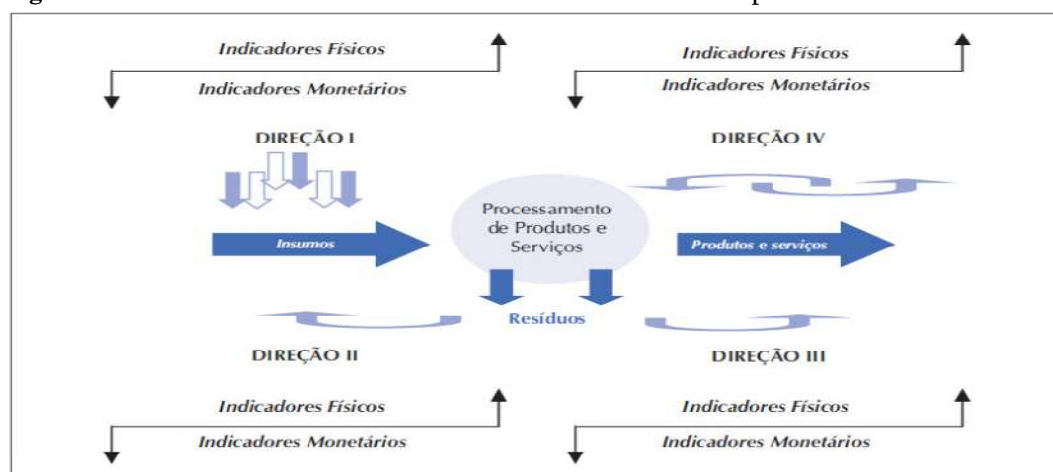 Indicadores Físicos
Indicadores Monetários
Indicadores Físicos
Indicadores Monetários
DIREÇÃO I
DIREÇÃO IV
Processamento
de Produtos e
Serviços
Insumos
Produtos e serviços
Resíduos
DIREÇÃO II
DIREÇÃO III
Indicadores Físicos
Indicadores Monetários
Indicadores Físicos
Indicadores Monetários